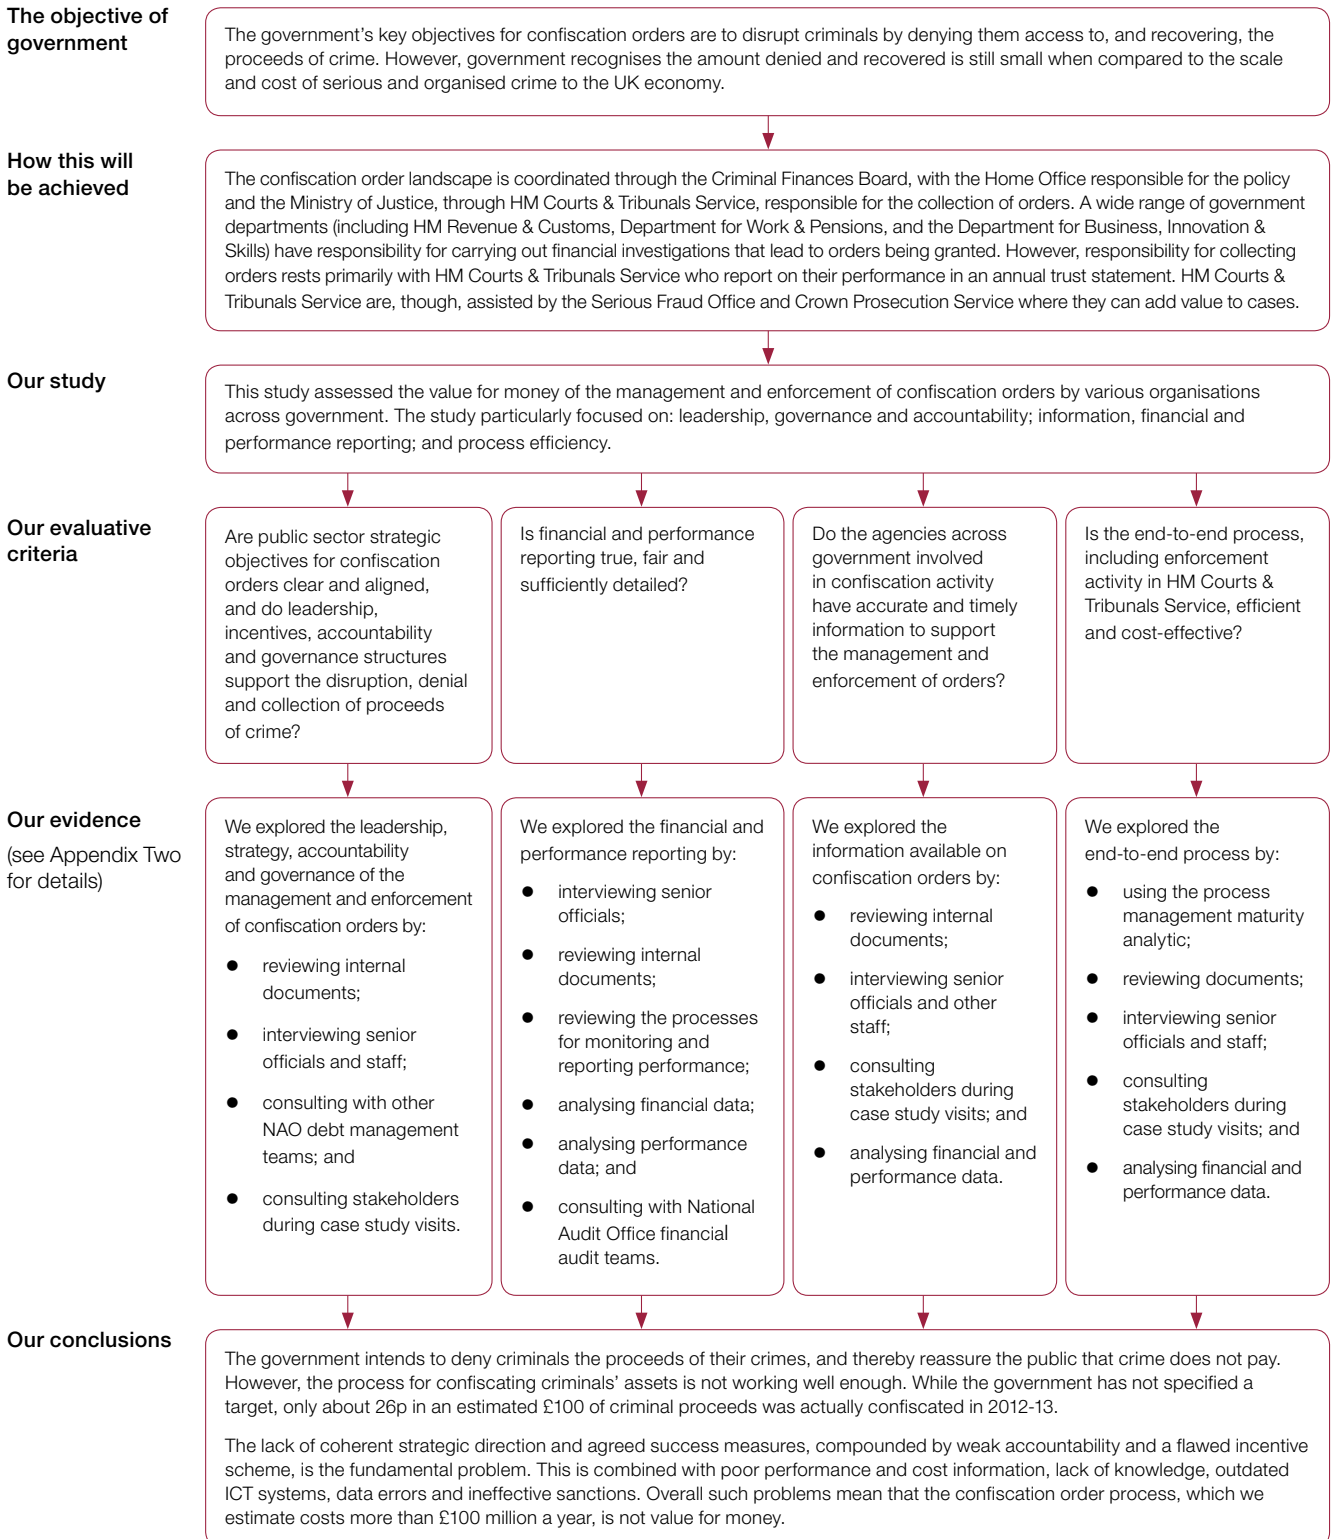 The objective of
government
The government's key objectives for confiscation orders are to disrupt criminals by denying them access to, and recovering, the
proceeds of crime. However, government recognises the amount denied and recovered is still small when compared to the scale
and cost of serious and organised crime to the UK economy.
How this will
be achieved
The confiscation order landscape is coordinated through the Criminal Finances Board, with the Home Office responsible for the policy
and the Ministry of Justice, through HM Courts & Tribunals Service, responsible for the collection of orders. A wide range of government
departments (including HM Revenue & Customs, Department for Work & Pensions, and the Department for Business, Innovation &
Skills) have responsibility for carrying out financial investigations that lead to orders being granted. However, responsibility for collecting
orders rests primarily with HM Courts & Tribunals Service who report on their performance in an annual trust statement. HM Courts &
Tribunals Service are, though, assisted by the Serious Fraud Office and Crown Prosecution Service where they can add value to cases.
Our study
This study assessed the value for money of the management and enforcement of confiscation orders by various organisations
across government. The study particularly focused on: leadership, governance and accountability; information, financial and
performance reporting; and process efficiency.
Our evaluative
criteria
Are public sector strategic
objectives for confiscation
orders clear and aligned,
and do leadership,
incentives, accountability
and governance structures
support the disruption, denial
and collection of proceeds
of crime?
Is financial and performance
reporting true, fair and
sufficiently detailed?
Do the agencies across
government involved
in confiscation activity
have accurate and timely
information to support
the management and
enforcement of orders?
Is the end-to-end process,
including enforcement
activity in HM Courts &
Tribunals Service, efficient
and cost-effective?
Our evidence
(see Appendix Two
for details)
We explored the leadership,
strategy, accountability
and governance of the
management and enforcement
of confiscation orders by:
● reviewing internal
documents;
● interviewing senior
officials and staff;
● consulting with other
NAO debt management
teams; and
● consulting stakeholders
during case study visits.
We explored the financial and
performance reporting by:
● interviewing senior
officials;
● reviewing internal
documents;
● reviewing the processes
for monitoring and
reporting performance;
● analysing financial data;
● analysing performance
data; and
● consulting with National
Audit Office financial
audit teams.
We explored the
information available on
confiscation orders by:
● reviewing internal
documents;
● interviewing senior
officials and other
staff;
● consulting
stakeholders during
case study visits; and
● analysing financial and
performance data.
We explored the
end-to-end process by:
● using the process
management maturity
analytic;
● reviewing documents;
● interviewing senior
officials and staff;
● consulting
stakeholders during
case study visits; and
● analysing financial and
performance data.
Our conclusions
The government intends to deny criminals the proceeds of their crimes, and thereby reassure the public that crime does not pay.
However, the process for confiscating criminals' assets is not working well enough. While the government has not specified a
target, only about 26p in an estimated £100 of criminal proceeds was actually confiscated in 2012-13.
The lack of coherent strategic direction and agreed success measures, compounded by weak accountability and a flawed incentive
scheme, is the fundamental problem. This is combined with poor performance and cost information, lack of knowledge, outdated
ICT systems, data errors and ineffective sanctions. Overall such problems mean that the confiscation order process, which we
estimate costs more than £100 million a year, is not value for money.